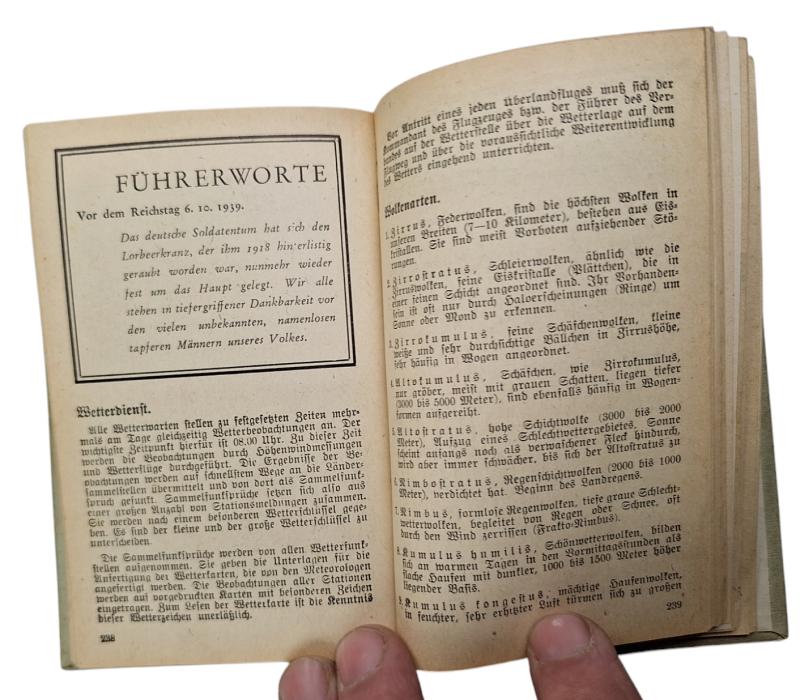 FÜHRERWORTE
Vor dem Reichstag 6. 10. 1939.
Das deutsche Soldatentum hat sich den
Lorbeerkranz, der ihm 1918 hinterlistig
geraubt worden war, nunmehr wieder
fest um das Haupt gelegt. Wir alle
stehen in tiefergriffener Dankbarkeit vor
den vielen unbekannten, namenlosen
tapferen Männern unseres Volkes.
Wetterdienst.
Alle Wetterwarten stellen zu festgesetzten Zeiten mehr-
mals am Tage gleichzeitig Wetterbeobachtungen an. Der
wichtigste Zeitpunkt hierfür ist 08.00 Uhr. Zu dieser Zeit
werden die Beobachtungen durch Höhenwindmessungen
und Wetterflüge durchgeführt. Die Ergebnisse der Be-
obachtungen werden auf schnellstem Wege an die Länder-
sammelstellen übermittelt und von dort als Sammelfunk-
spruch gefunkt. Sammelfunksprüche setzen sich also aus
einer großen Anzahl von Stationsmeldungen zusammen.
Sie werden nach einem besonderen Wetterschlüssel gege-
ben. Es sind der kleine und der große Wetterschlüssel zu
unterscheiden.
Die Sammelfunksprüche werden von allen Wetterfunk-
stellen aufgenommen. Sie geben die Unterlagen für die
Anfertigung der Wetterkarten, die von den Meteorologen
angefertigt werden. Die Beobachtungen aller Stationen
werden auf vorgedruckten Karten mit besonderen Zeichen
eingetragen. Zum Lesen der Wetterkarte ist die Kenntnis
dieser Wetterzeichen unerläßlich.
238
Vor Antritt eines jeden Überlandfluges muß sich der
Kommandant des Flugzeuges bzw. der Führer des Ver-
bandes auf der Wetterstelle über die Wetterlage auf dem
Flugweg und über die voraussichtliche Weiterentwicklung
des Wetters eingehend unterrichten.
Wolkenarten.
1. Zirrus, Federwolken, sind die höchsten Wolken in
unseren Breiten (7—10 Kilometer), bestehen aus Eis-
kristallen. Sie sind meist Vorboten aufziehender Stö-
rungen.
2. Zirrostratus, Schleierwolken, ähnlich wie die
Zirruswolken, feine Eiskristalle (Plättchen), die in
einer feinen Schicht angeordnet sind. Ihr Vorhanden-
sein ist oft nur durch Haloerscheinungen (Ringe) um
Sonne oder Mond zu erkennen.
3. Zirrokumulus, feine Schäfchenwolken, kleine
weiße und sehr durchsichtige Bällchen in Zirrushöhe,
sehr häufig in Wogen angeordnet.
4. Altokumulus, Schäfchen, wie Zirrokumulus,
nur gröber, meist mit grauen Schatten, liegen tiefer
(3000 bis 5000 Meter), sind ebenfalls häufig in Wogen-
formen aufgereiht.
5. Altostratus, hohe Schichtwolke (3000 bis 2000
Meter), Aufzug eines Schlechtwettergebietes. Sonne
scheint anfangs noch als verwaschener Fleck hindurch,
wird aber immer schwächer, bis sich der Altostratus zu
6. Nimbostratus, Regenschichtwolken (2000 bis 1000
Meter), verdichtet hat. Beginn des Landregens.
7. Nimbus, formlose Regenwolken, tiefe graue Schlecht-
wetterwolken, begleitet von Regen oder Schnee, oft
durch den Wind zerrissen (Frakto-Nimbus).
8. Kumulus humilis, Schönwetterwolken, bilden
sich an warmen Tagen in den Vormittagsstunden als
flache Haufen mit dunkler, 1000 bis 1500 Meter hoher
liegender Basis.
9. Kumulus kongestus, mächtige Haufenwolken,
in feuchter, sehr erhitzter Luft türmen sich zu großen
239